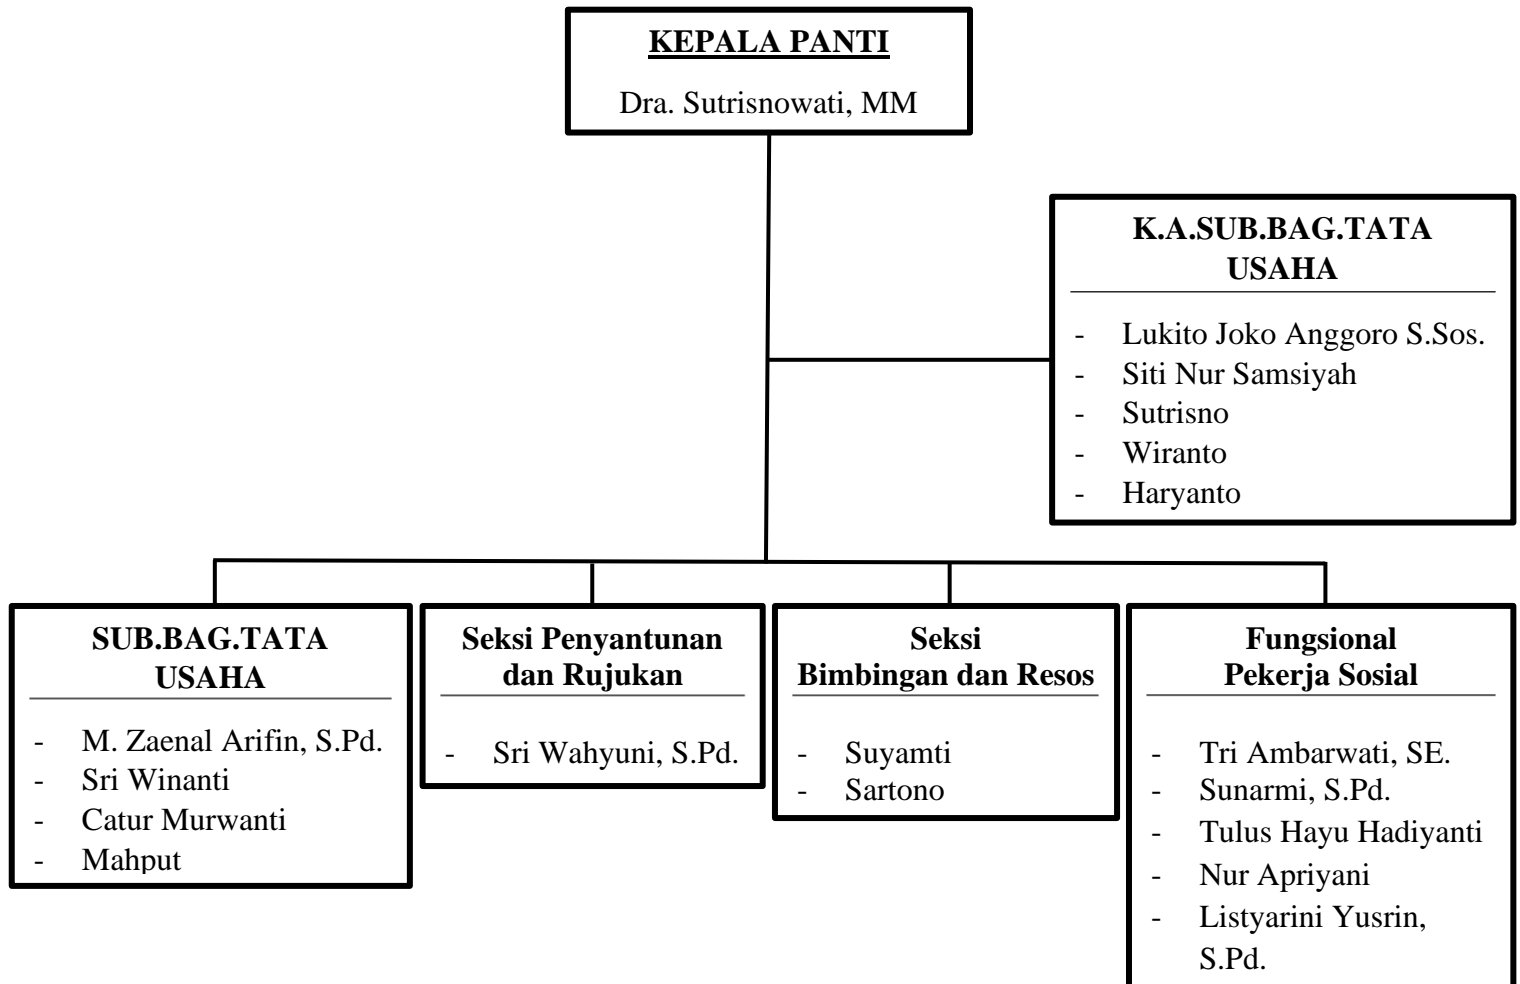 KEPALA PANTI
Dra. Sutrisnowati, MM
K.A.SUB.BAG.TATA
USAHA
- Lukito Joko Anggoro S.Sos.
- Siti Nur Samsiyah
- Sutrisno
- Wiranto
- Haryanto
SUB.BAG.TATA
USAHA
- M. Zaenal Arifin, S.Pd.
- Sri Winanti
- Catur Murwanti
- Mahput
Seksi Penyantunan
dan Rujukan
- Sri Wahyuni, S.Pd.
Seksi
Bimbingan dan Resos
- Suyamti
- Sartono
Fungsional
Pekerja Sosial
- Tri Ambarwati, SE.
- Sunarmi, S.Pd.
- Tulus Hayu Hadiyanti
- Nur Apriyani
- Listyarini Yusrin,
S.Pd.